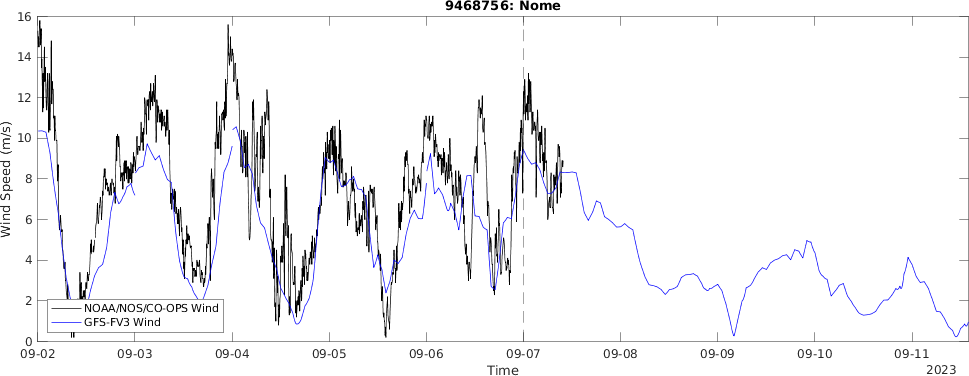 9468756: Nome
Wind Speed (m/s)
16
14
12
10
8
6
4
2
0
NOAA/NOS/CO-OPS Wind
GFS-FV3 Wind
09-02 09-03 09-04 09-05 09-06 09-07 09-08 09-09 09-10 09-11
Time
2023